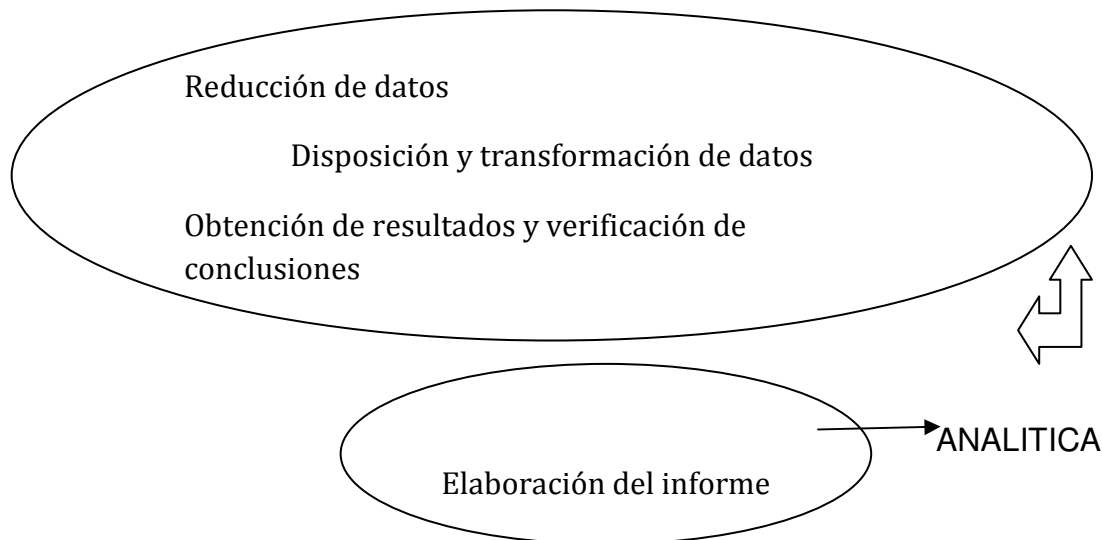 Reducción de datos
Disposición y transformación de datos
Obtención de resultados y verificación de
conclusiones
ANALITICA
Elaboración del informe